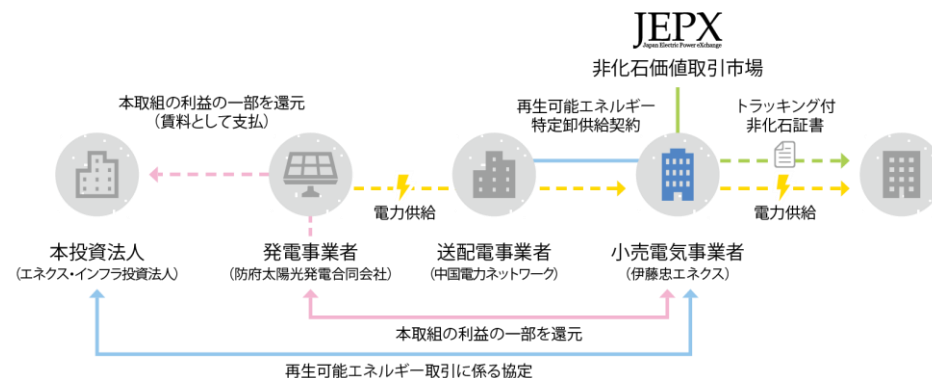 JEPX
Japan Electric Power eXchange
非化石価値取引市場
本取組の利益の一部を還元
(賃料として支払)
再生可能エネルギー
特定卸供給契約
トラッキング付
非化石証書
電力供給
電力供給
本投資法人
(エネクス・インフラ投資法人)
発電事業者
(防府太陽光発電合同会社)
送配電事業者
(中国電力ネットワーク)
小売電気事業者
(伊藤忠エネクス)
本取組の利益の一部を還元
再生可能エネルギー取引に係る協定